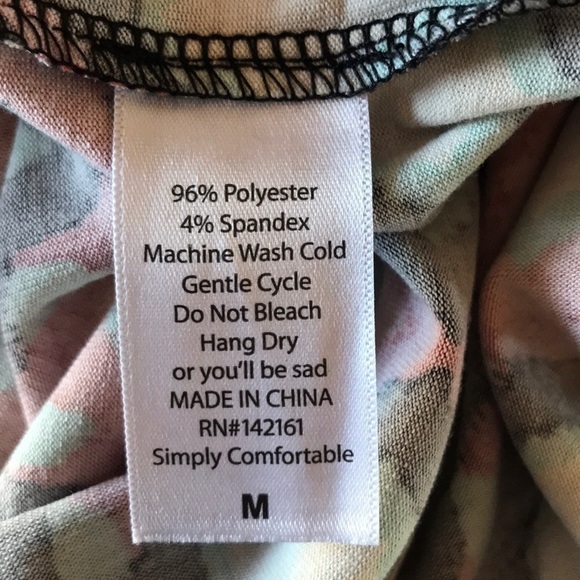 96% Polyester
4% Spandex
Machine Wash Cold
Gentle Cycle
Do Not Bleach
Hang Dry
or you'll be sad
MADE IN CHINA
RN#142161
Simply Comfortable
M